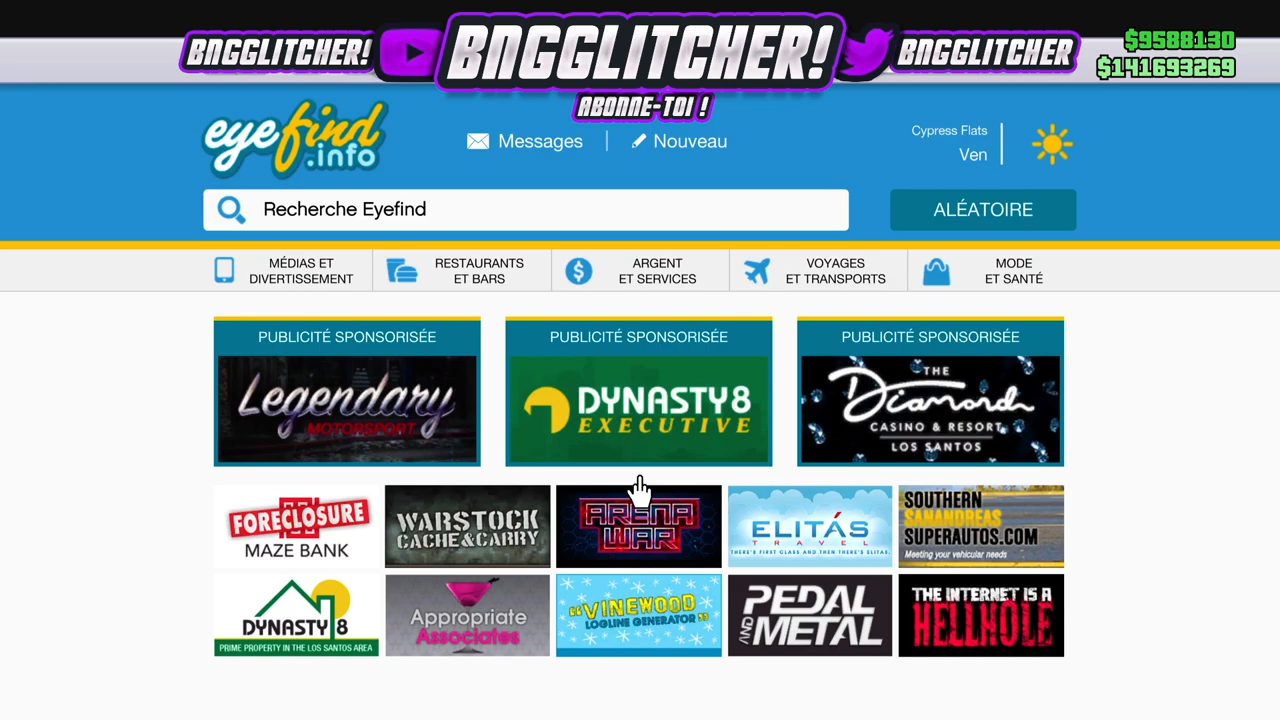 BNGGLITCHER!
BNGGLITCHER!
BNGGLITCHER
ABONNE-TOI !
$9588130
$141693269
eyefind
.info
Messages
Nouveau
Cypress Flats
Ven
Recherche Eyefind
ALÉATOIRE
MÉDIAS ET
DIVERTISSEMENT
RESTAURANTS
ET BARS
ARGENT
ET SERVICES
VOYAGES
ET TRANSPORTS
MODE
ET SANTÉ
PUBLICITÉ SPONSORISÉE
Legendary
MOTORSPORT
PUBLICITÉ SPONSORISÉE
DYNASTY8
EXECUTIVE
PUBLICITÉ SPONSORISÉE
THE
Diamond
CASINO & RESORT
LOS SANTOS
FORECLOSURE
MAZE BANK
WARSTOCK
CACHE&CARRY
ARENA
WAR
ELITÁS
TRAVEL
THERE'S FIRST CLASS AND THEN THERE'S ELITAS.
SOUTHERN
SANANDREAS
SUPERAUTOS.COM
Meeting your vehicular needs
DYNASTY 8
PRIME PROPERTY IN THE LOS SANTOS AREA
Appropriate
Associates
"VINEWOOD
LOGLINE GENERATOR"
PEDAL
AND METAL
THE INTERNET IS A
HELLHOLE